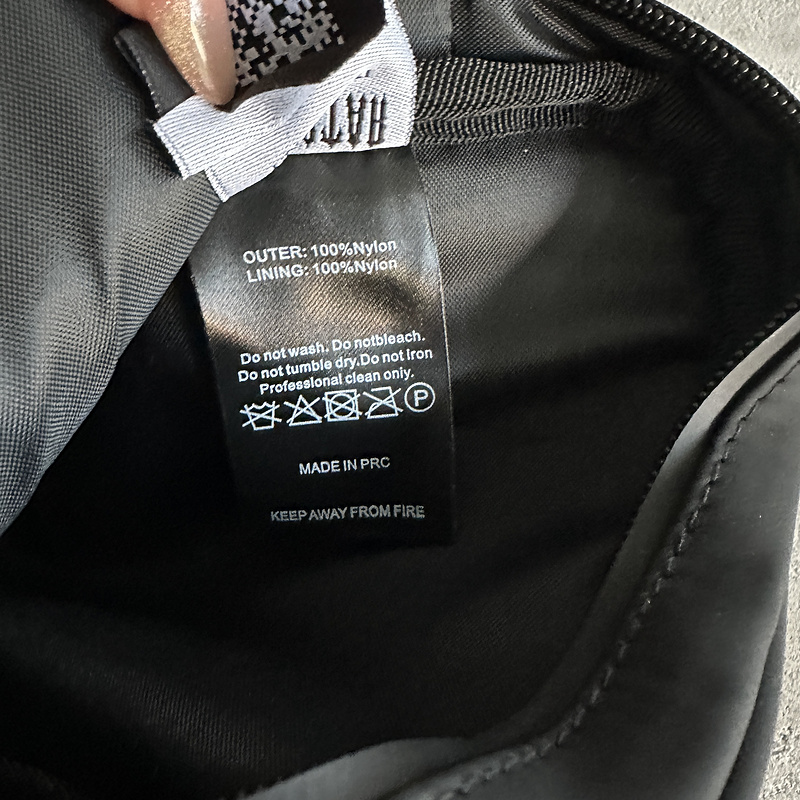 OUTER: 100%Nylon
LINING: 100%Nylon
Do not wash. Do notbleach.
Do not tumble dry.Do not Iron
Professional clean only.
P
MADE IN PRC
KEEP AWAY FROM FIRE